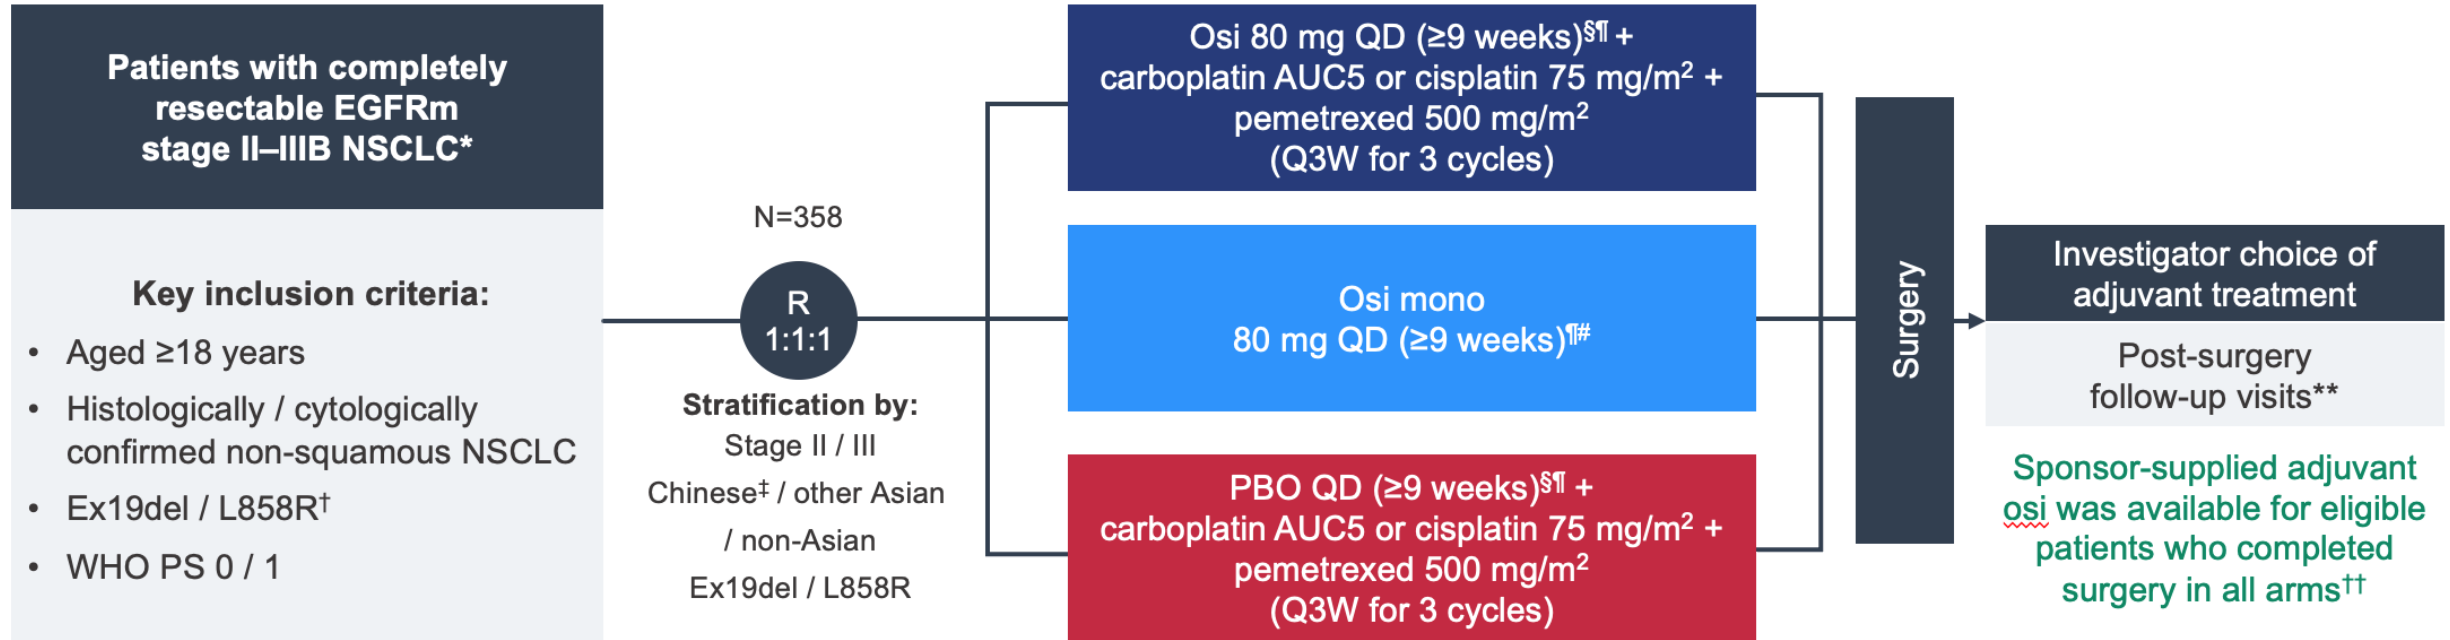 Patients with completely
resectable EGFRm
stage II–IIIB NSCLC*
Key inclusion criteria:
• Aged ≥18 years
• Histologically / cytologically
confirmed non-squamous NSCLC
• Ex19del / L858R†
• WHO PS 0 / 1
N=358
R
1:1:1
Stratification by:
Stage II / III
Chinese‡ / other Asian
/ non-Asian
Ex19del / L858R
Osi 80 mg QD (≥9 weeks)§¶ +
carboplatin AUC5 or cisplatin 75 mg/m² +
pemetrexed 500 mg/m²
(Q3W for 3 cycles)
Osi mono
80 mg QD (≥9 weeks)¶#
PBO QD (≥9 weeks)§¶ +
carboplatin AUC5 or cisplatin 75 mg/m² +
pemetrexed 500 mg/m²
(Q3W for 3 cycles)
Surgery
Investigator choice of
adjuvant treatment
Post-surgery
follow-up visits**
Sponsor-supplied adjuvant
osi was available for eligible
patients who completed
surgery in all arms††